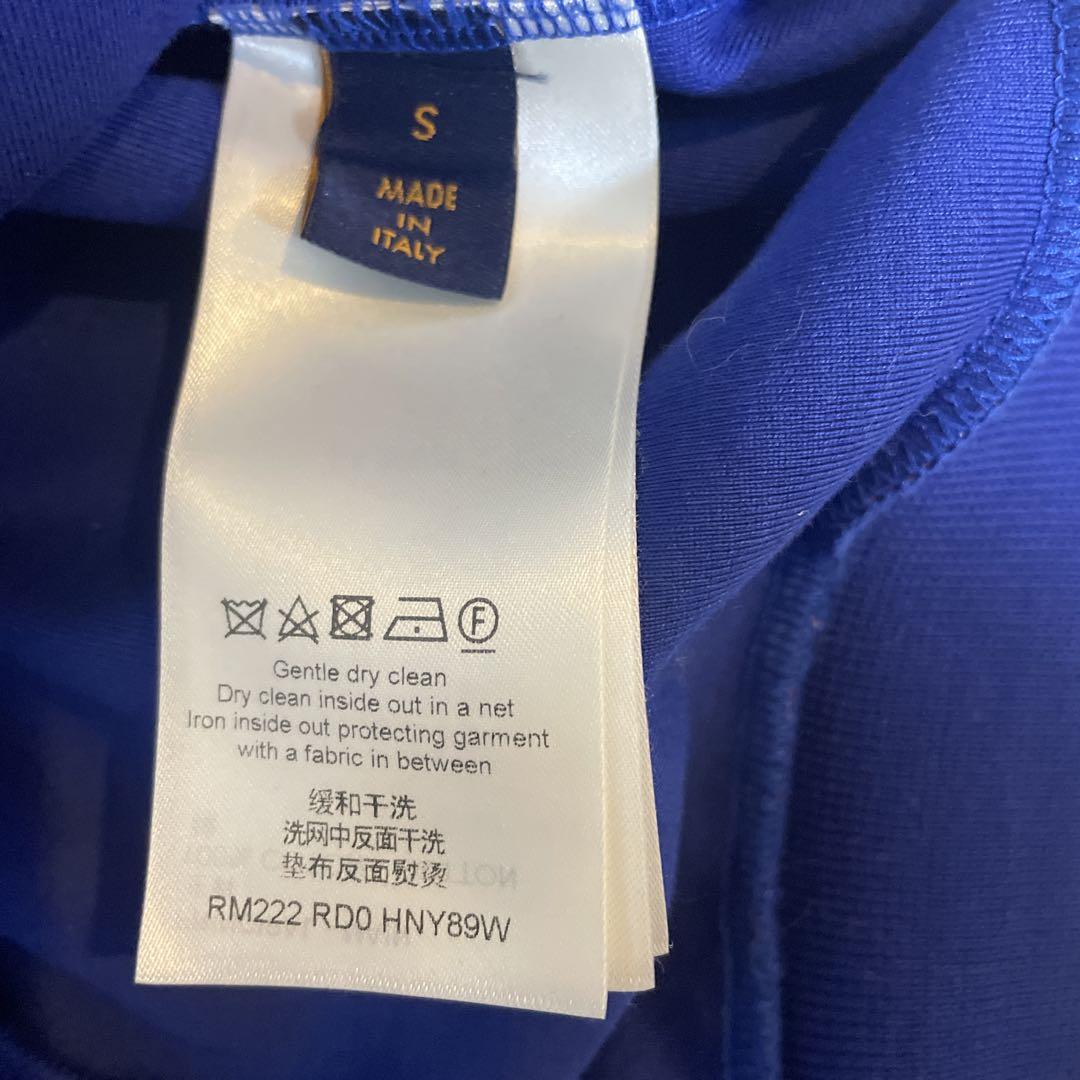 S
MADE
IN
ITALY
F
Gentle dry clean
Dry clean inside out in a net
Iron inside out protecting garment
with a fabric in between
缓和干洗
洗网中反面干洗
垫布反面熨烫
RM222 RD0 HNY89W